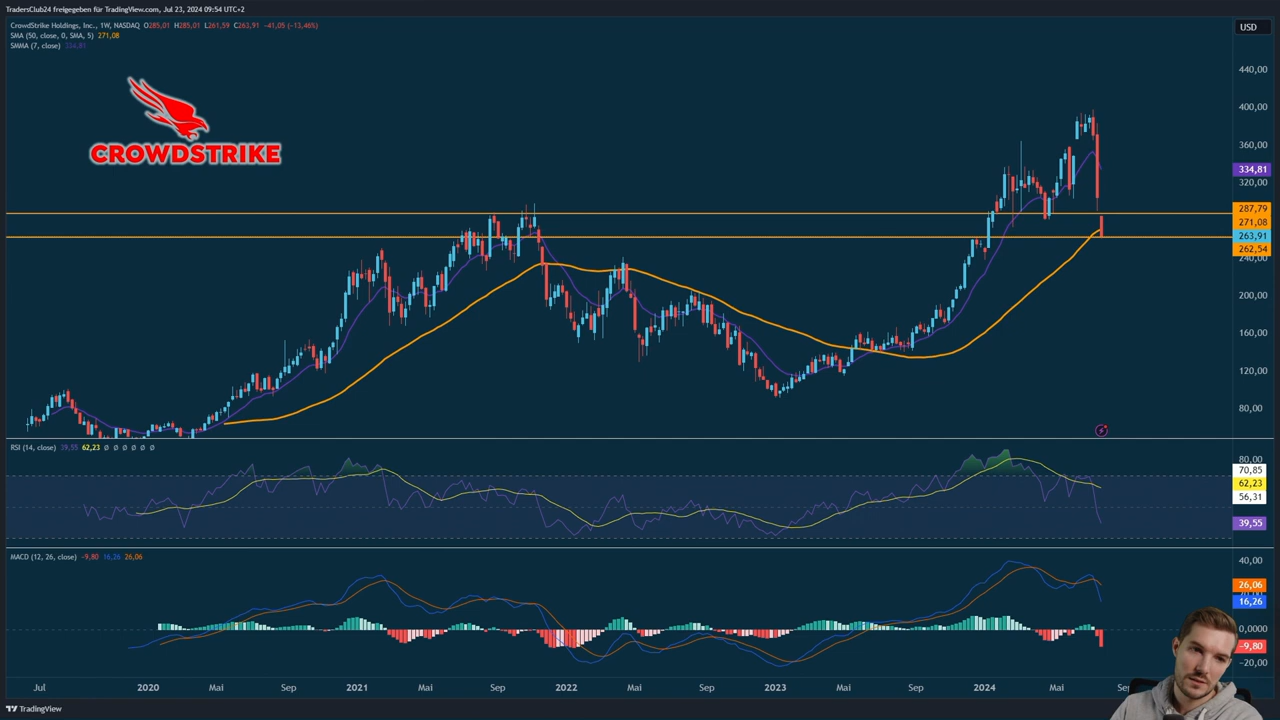 TradersClub24 freigegeben für TradingView.com, Jul 23, 2024 09:54 UTC+2
CrowdStrike Holdings, Inc., 1W, NASDAQ O285,01 H285,01 L261,59 C263,91 −41,05 (−13,46%)
SMA (50, close, 0, SMA, 5) 271,08
SMMA (7, close) 334,81
USD
CROWDSTRIKE
440,00
400,00
360,00
334,81
320,00
287,79
271,08
263,91
262,54
240,00
200,00
160,00
120,00
80,00
RSI (14, close) 39,55 62,23 Ø Ø Ø Ø Ø Ø
80,00
70,85
62,23
56,31
39,55
MACD (12, 26, close) −9,80 16,26 26,06
40,00
26,06
16,26
0,0000
−9,80
−20,00
Jul 2020 Mai Sep 2021 Mai Sep 2022 Mai Sep 2023 Mai Sep 2024 Mai
TradingView